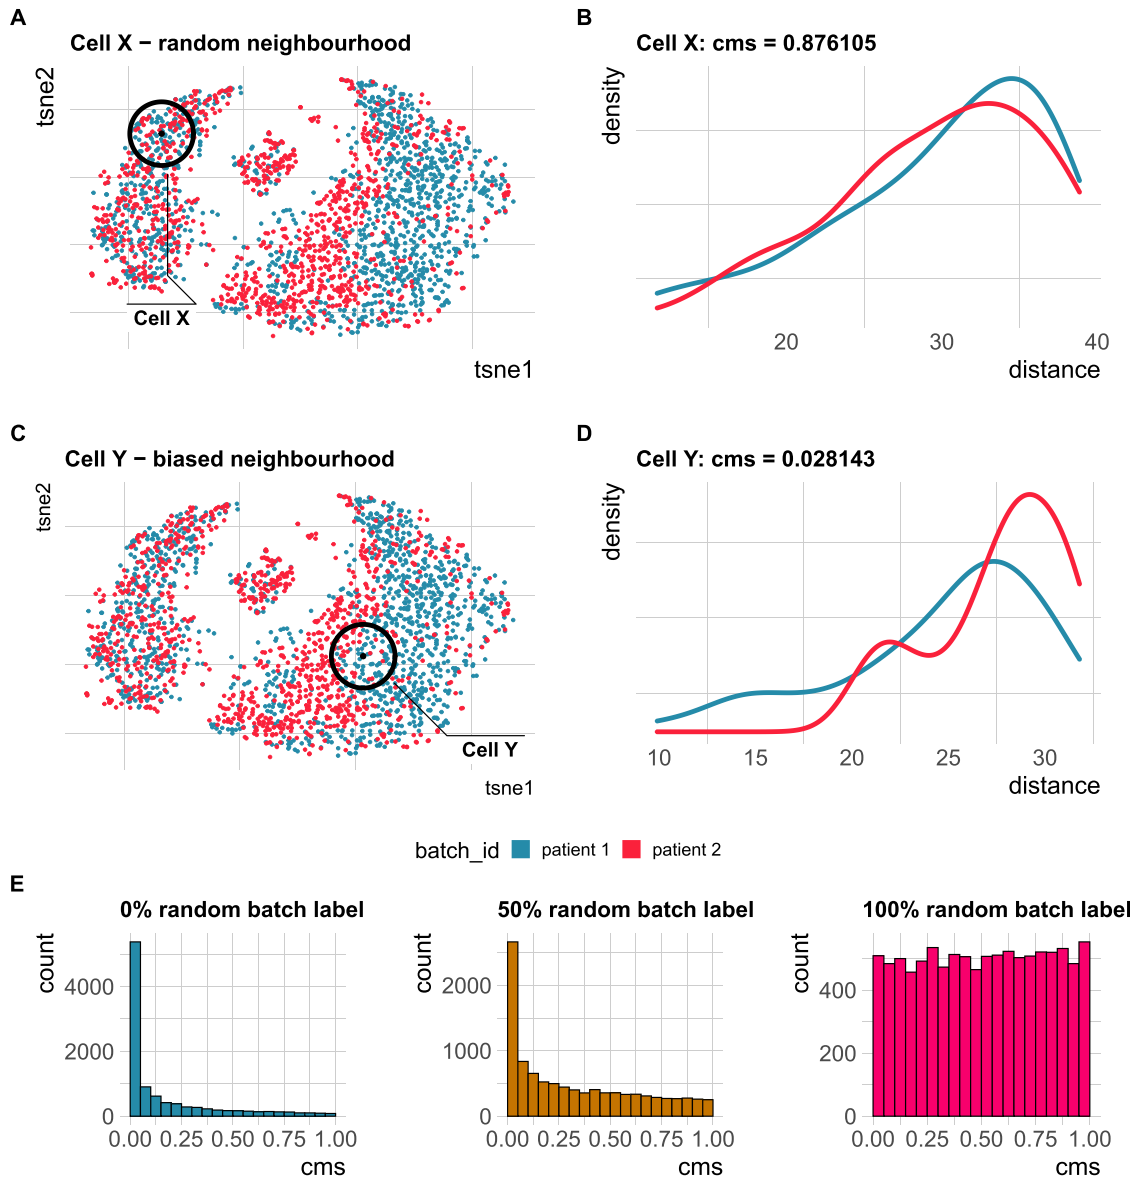 A
Cell X − random neighbourhood
tsne2
Cell X
tsne1
B
Cell X: cms = 0.876105
density
20 30 40
distance
C
Cell Y − biased neighbourhood
tsne2
Cell Y
tsne1
D
Cell Y: cms = 0.028143
density
10 15 20 25 30
distance
batch_id patient 1 patient 2
E
0% random batch label
count
4000
2000
0
0.00 0.25 0.50 0.75 1.00
cms
50% random batch label
count
2000
1000
0
0.00 0.25 0.50 0.75 1.00
cms
100% random batch label
count
400
200
0
0.00 0.25 0.50 0.75 1.00
cms